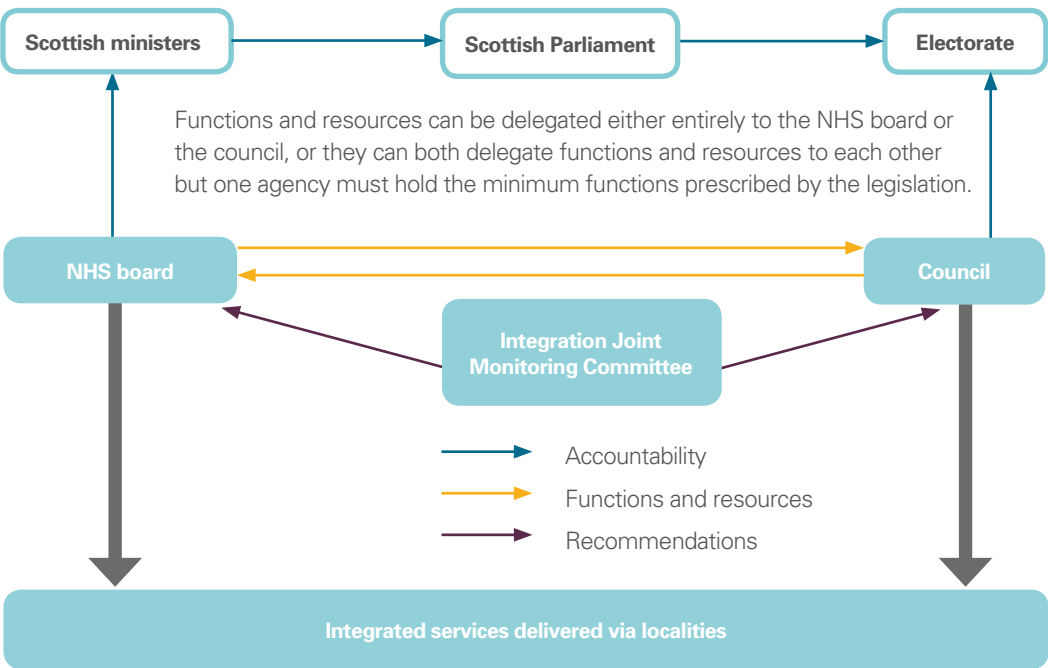 Scottish ministers
Scottish Parliament
Electorate
Functions and resources can be delegated either entirely to the NHS board or
the council, or they can both delegate functions and resources to each other
but one agency must hold the minimum functions prescribed by the legislation.
NHS board
Council
Integration Joint
Monitoring Committee
Accountability
Functions and resources
Recommendations
Integrated services delivered via localities